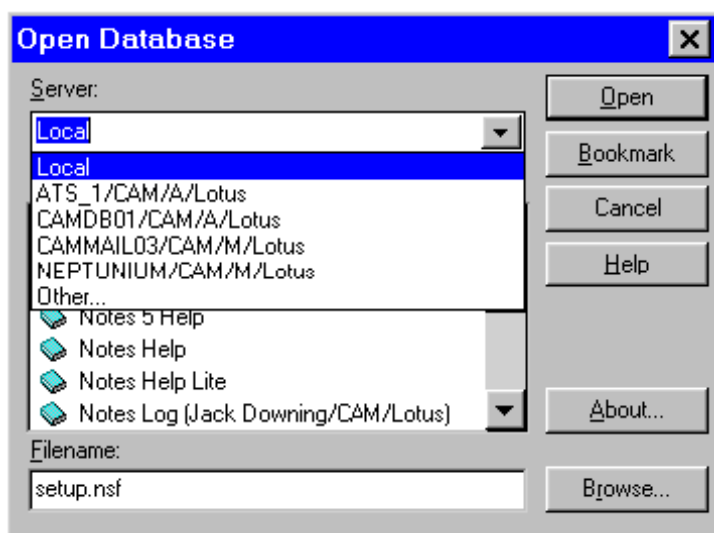 Open Database
Server:
Local
Local
ATS_1/CAM/A/Lotus
CAMDB01/CAM/A/Lotus
CAMMAIL03/CAM/M/Lotus
NEPTUNIUM/CAM/M/Lotus
Other...
Notes 5 Help
Notes Help
Notes Help Lite
Notes Log (Jack Downing/CAM/Lotus)
Filename:
setup.nsf
Open
Bookmark
Cancel
Help
About...
Browse...